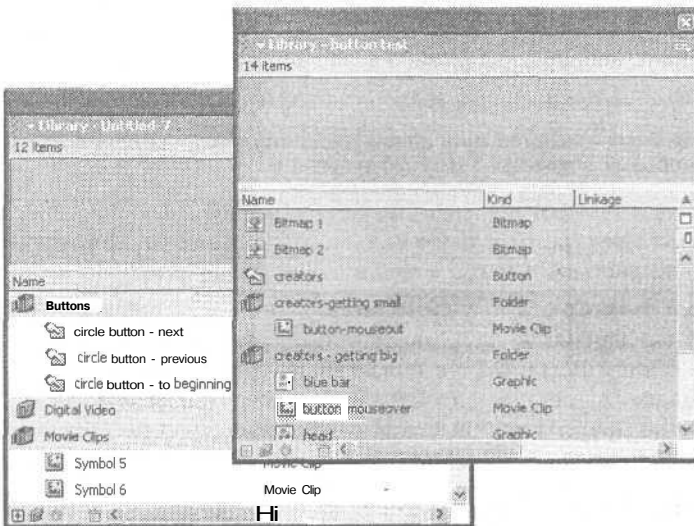 Library - button test
14 items
Name Kind Linkage
Bitmap 1 Bitmap
Bitmap 2 Bitmap
creators Button
creators-getting small Folder
button-mouseout Movie Clip
creators - getting big Folder
blue bar Graphic
button mouseover Movie Clip
head Graphic
Library - Untitled-7
12 items
Name
Buttons
circle button - next
circle button - previous
circle button - to beginning
Digital Video
Movie Clips
Symbol 5 Movie Clip
Symbol 6 Movie Clip
Hi